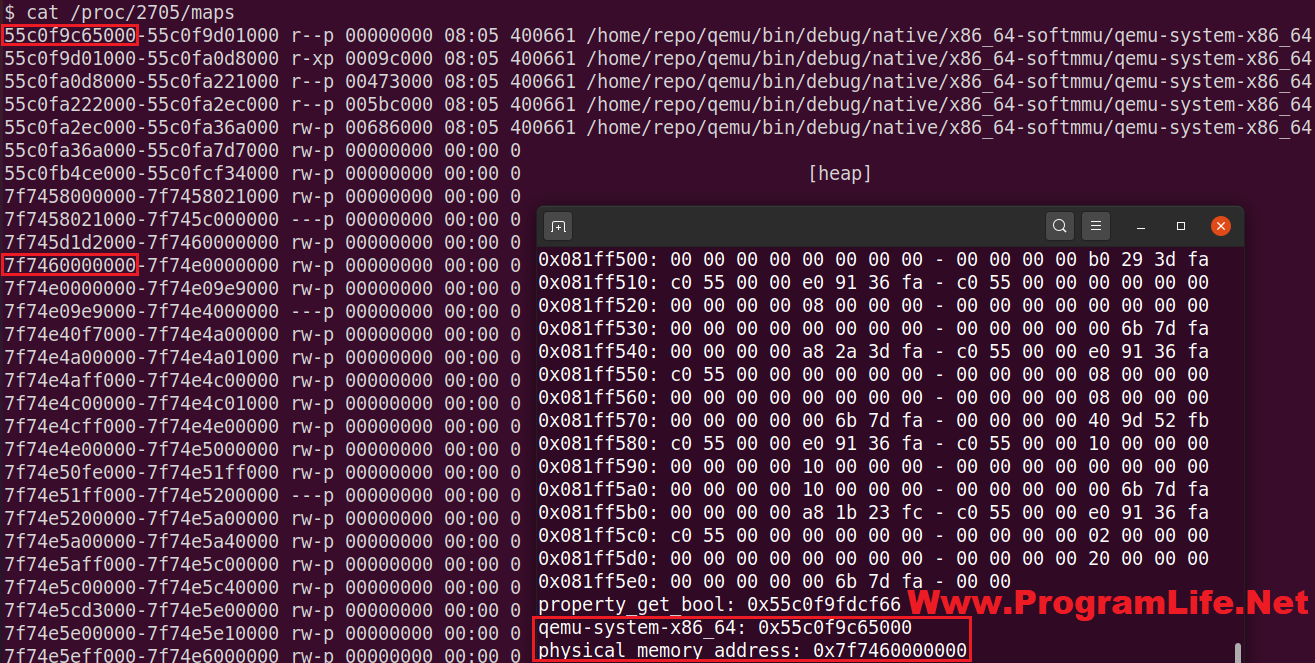 $ cat /proc/2705/maps
55c0f9c65000-55c0f9d01000 r--p 00000000 08:05 400661 /home/repo/qemu/bin/debug/native/x86_64-softmmu/qemu-system-x86_64
55c0f9d01000-55c0fa0d8000 r-xp 0009c000 08:05 400661 /home/repo/qemu/bin/debug/native/x86_64-softmmu/qemu-system-x86_64
55c0fa0d8000-55c0fa221000 r--p 00473000 08:05 400661 /home/repo/qemu/bin/debug/native/x86_64-softmmu/qemu-system-x86_64
55c0fa222000-55c0fa2ec000 r--p 005bc000 08:05 400661 /home/repo/qemu/bin/debug/native/x86_64-softmmu/qemu-system-x86_64
55c0fa2ec000-55c0fa36a000 rw-p 00686000 08:05 400661 /home/repo/qemu/bin/debug/native/x86_64-softmmu/qemu-system-x86_64
55c0fa36a000-55c0fa7d7000 rw-p 00000000 00:00 0
55c0fb4ce000-55c0fcf34000 rw-p 00000000 00:00 0 [heap]
7f7458000000-7f7458021000 rw-p 00000000 00:00 0
7f7458021000-7f745c000000 ---p 00000000 00:00 0
7f745d1d2000-7f7460000000 rw-p 00000000 00:00 0
7f7460000000-7f74e0000000 rw-p 00000000 00:00 0
7f74e0000000-7f74e09e9000 rw-p 00000000 00:00 0
7f74e09e9000-7f74e4000000 ---p 00000000 00:00 0
7f74e40f7000-7f74e4a00000 rw-p 00000000 00:00 0
7f74e4a00000-7f74e4a01000 rw-p 00000000 00:00 0
7f74e4aff000-7f74e4c00000 rw-p 00000000 00:00 0
7f74e4c00000-7f74e4c01000 rw-p 00000000 00:00 0
7f74e4cff000-7f74e4e00000 rw-p 00000000 00:00 0
7f74e4e00000-7f74e5000000 rw-p 00000000 00:00 0
7f74e50fe000-7f74e51ff000 rw-p 00000000 00:00 0
7f74e51ff000-7f74e5200000 ---p 00000000 00:00 0
7f74e5200000-7f74e5a00000 rw-p 00000000 00:00 0
7f74e5a00000-7f74e5a40000 rw-p 00000000 00:00 0
7f74e5aff000-7f74e5c00000 rw-p 00000000 00:00 0
7f74e5c00000-7f74e5c40000 rw-p 00000000 00:00 0
7f74e5cd3000-7f74e5e00000 rw-p 00000000 00:00 0
7f74e5e00000-7f74e5e10000 rw-p 00000000 00:00 0
7f74e5eff000-7f74e6000000 rw-p 00000000 00:00 0
0x081ff500: 00 00 00 00 00 00 00 00 - 00 00 00 00 b0 29 3d fa
0x081ff510: c0 55 00 00 e0 91 36 fa - c0 55 00 00 00 00 00 00
0x081ff520: 00 00 00 00 08 00 00 00 - 00 00 00 00 00 00 00 00
0x081ff530: 00 00 00 00 00 00 00 00 - 00 00 00 00 00 6b 7d fa
0x081ff540: 00 00 00 00 a8 2a 3d fa - c0 55 00 00 e0 91 36 fa
0x081ff550: c0 55 00 00 00 00 00 00 - 00 00 00 00 08 00 00 00
0x081ff560: 00 00 00 00 00 00 00 00 - 00 00 00 00 08 00 00 00
0x081ff570: 00 00 00 00 00 6b 7d fa - 00 00 00 00 40 9d 52 fb
0x081ff580: c0 55 00 00 e0 91 36 fa - c0 55 00 00 10 00 00 00
0x081ff590: 00 00 00 00 10 00 00 00 - 00 00 00 00 00 00 00 00
0x081ff5a0: 00 00 00 00 10 00 00 00 - 00 00 00 00 00 6b 7d fa
0x081ff5b0: 00 00 00 00 a8 1b 23 fc - c0 55 00 00 e0 91 36 fa
0x081ff5c0: c0 55 00 00 00 00 00 00 - 00 00 00 00 02 00 00 00
0x081ff5d0: 00 00 00 00 00 00 00 00 - 00 00 00 00 20 00 00 00
0x081ff5e0: 00 00 00 00 00 6b 7d fa - 00 00
property_get_bool: 0x55c0f9fdcf66
Www.ProgramLife.Net
qemu-system-x86_64: 0x55c0f9c65000
physical memory address: 0x7f7460000000